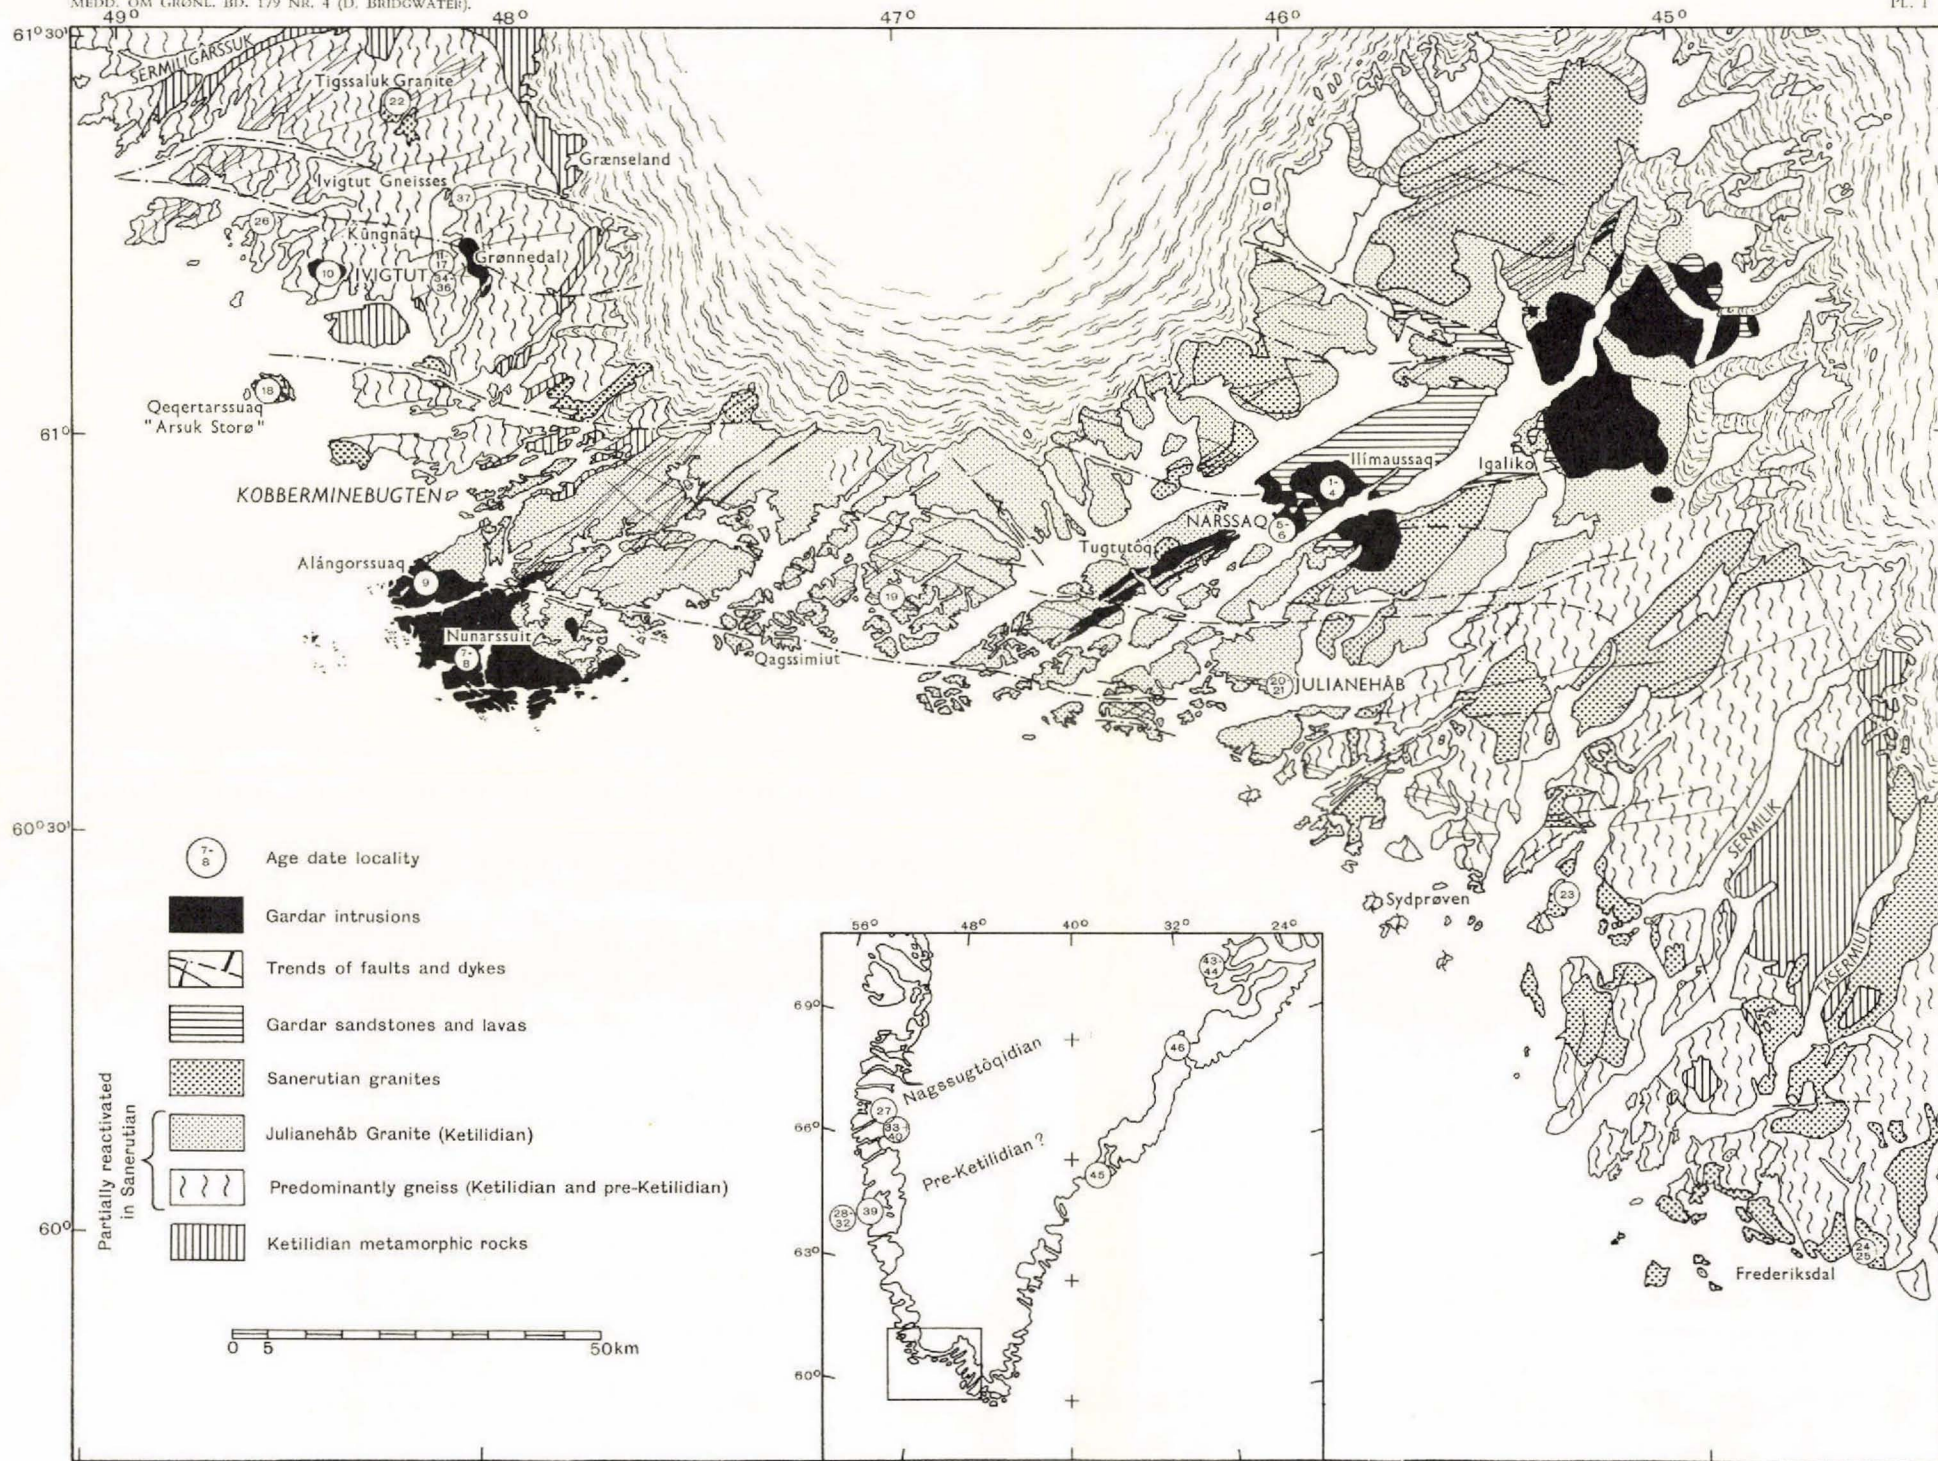 MEDD. OM GRØNL. BD. 179 NR. 4 (D. BRIDGWATER).
PL. 1
49° 48° 47° 46° 45°
61°30'
SERMILIGÂRSSUK
Tigssaluk Granite
22
Grænseland
Ivigtut Gneisses
37
26
Kûngnât
Grønnedal
11-
17
10
IVIGTUT
34-
36
18
Qeqertarssuaq
"Arsuk Storø"
61°
Ilímaussaq
Igaliko
1-
4
KOBBERMINEBUGTEN
NARSSAQ
5-
6
Tugtutôq
Alángorssuaq
9
19
Nunarssuit
7-
8
Qagssimiut
20
21
JULIANEHÅB
60°30'
SERMILIK
Sydprøven
23
TASERMUT
24
25
Frederiksdal
7-
8
Age date locality
Gardar intrusions
Trends of faults and dykes
Gardar sandstones and lavas
Sanerutian granites
Partially reactivated
in Sanerutian
Julianehåb Granite (Ketilidian)
Predominantly gneiss (Ketilidian and pre-Ketilidian)
Ketilidian metamorphic rocks
60°
0 5 50km
56° 48° 40° 32° 24°
43-
44
69°
46
Nagssugtôqidian
27
33+
40
66°
Pre-Ketilidian?
45
28-
32
39
63°
60°